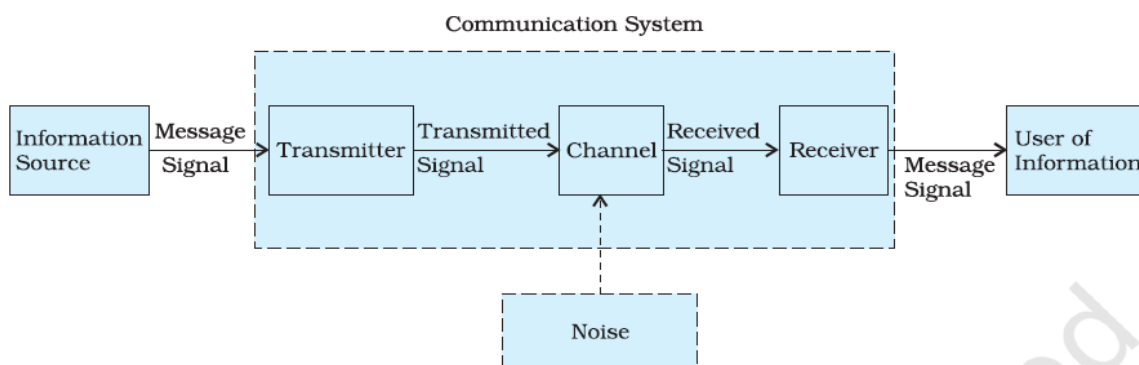 Communication System
Information
Source
Message
Signal
Transmitter
Transmitted
Signal
Channel
Received
Signal
Receiver
Message
Signal
User of
Information
Noise